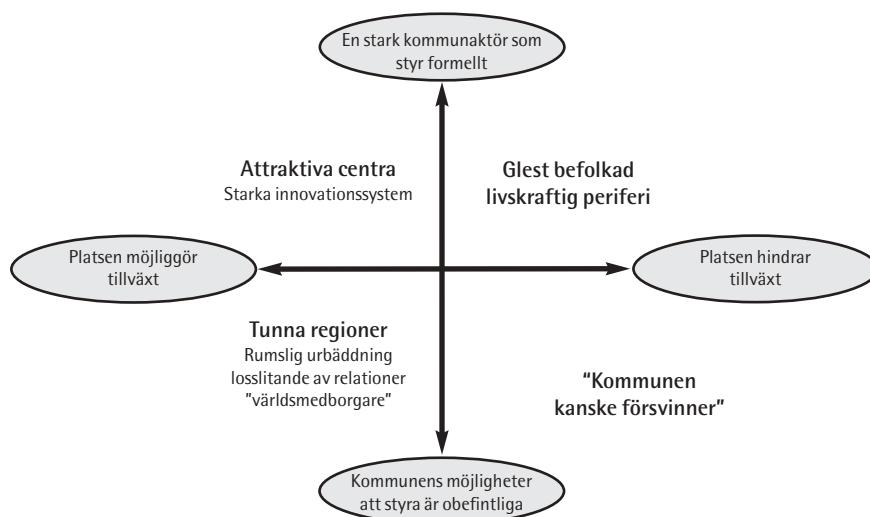 En stark kommunaktör som
styr formellt
Attraktiva centra
Starka innovationssystem
Glest befolkad
livskraftig periferi
Platsen möjliggör
tillväxt
Platsen hindrar
tillväxt
Tunna regioner
Rumslig urbäddning
losslitande av relationer
"världsmedborgare"
"Kommunen
kanske försvinner"
Kommunens möjligheter
att styra är obefintliga